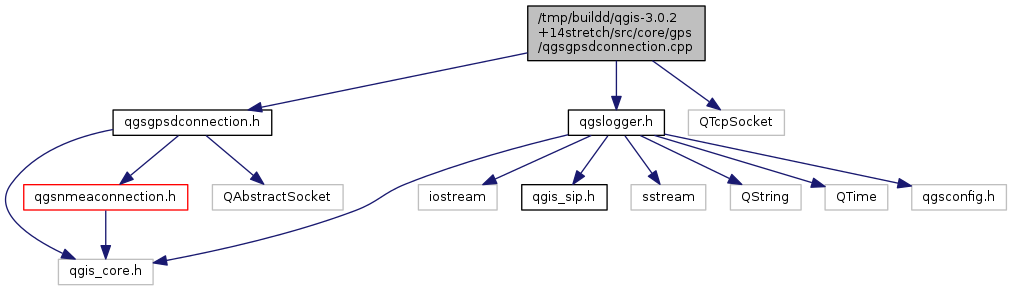 /tmp/buildd/qgis-3.0.2
+14stretch/src/core/gps
/qgsgpsdconnection.cpp
qgsgpsdconnection.h
qgslogger.h
QTcpSocket
qgsnmeaconnection.h
QAbstractSocket
iostream
qgis_sip.h
sstream
QString
QTime
qgsconfig.h
qgis_core.h